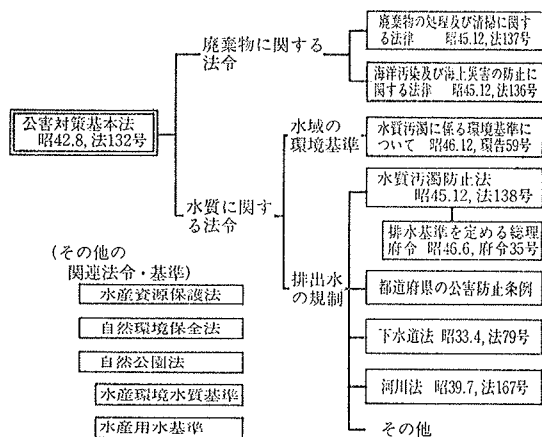 廃棄物に関する
法令
廃棄物の処理及び清掃に関す
る法律 昭45.12, 法137号
海洋汚染及び海上災害の防止に
関する法律 昭45.12, 法136号
公害対策基本法
昭42.8, 法132号
水域の
環境基準
水質汚濁に係る環境基準に
ついて 昭46.12, 環告59号
水質に関す
る法令
水質汚濁防止法
昭45.12, 法138号
排水基準を定める総理
府令 昭46.6, 府令35号
排出水
の規制
都道府県の公害防止条例
下水道法 昭33.4, 法79号
河川法 昭39.7, 法167号
その他
(その他の
関連法令・基準)
水産資源保護法
自然環境保全法
自然公園法
水産環境水質基準
水産用水基準